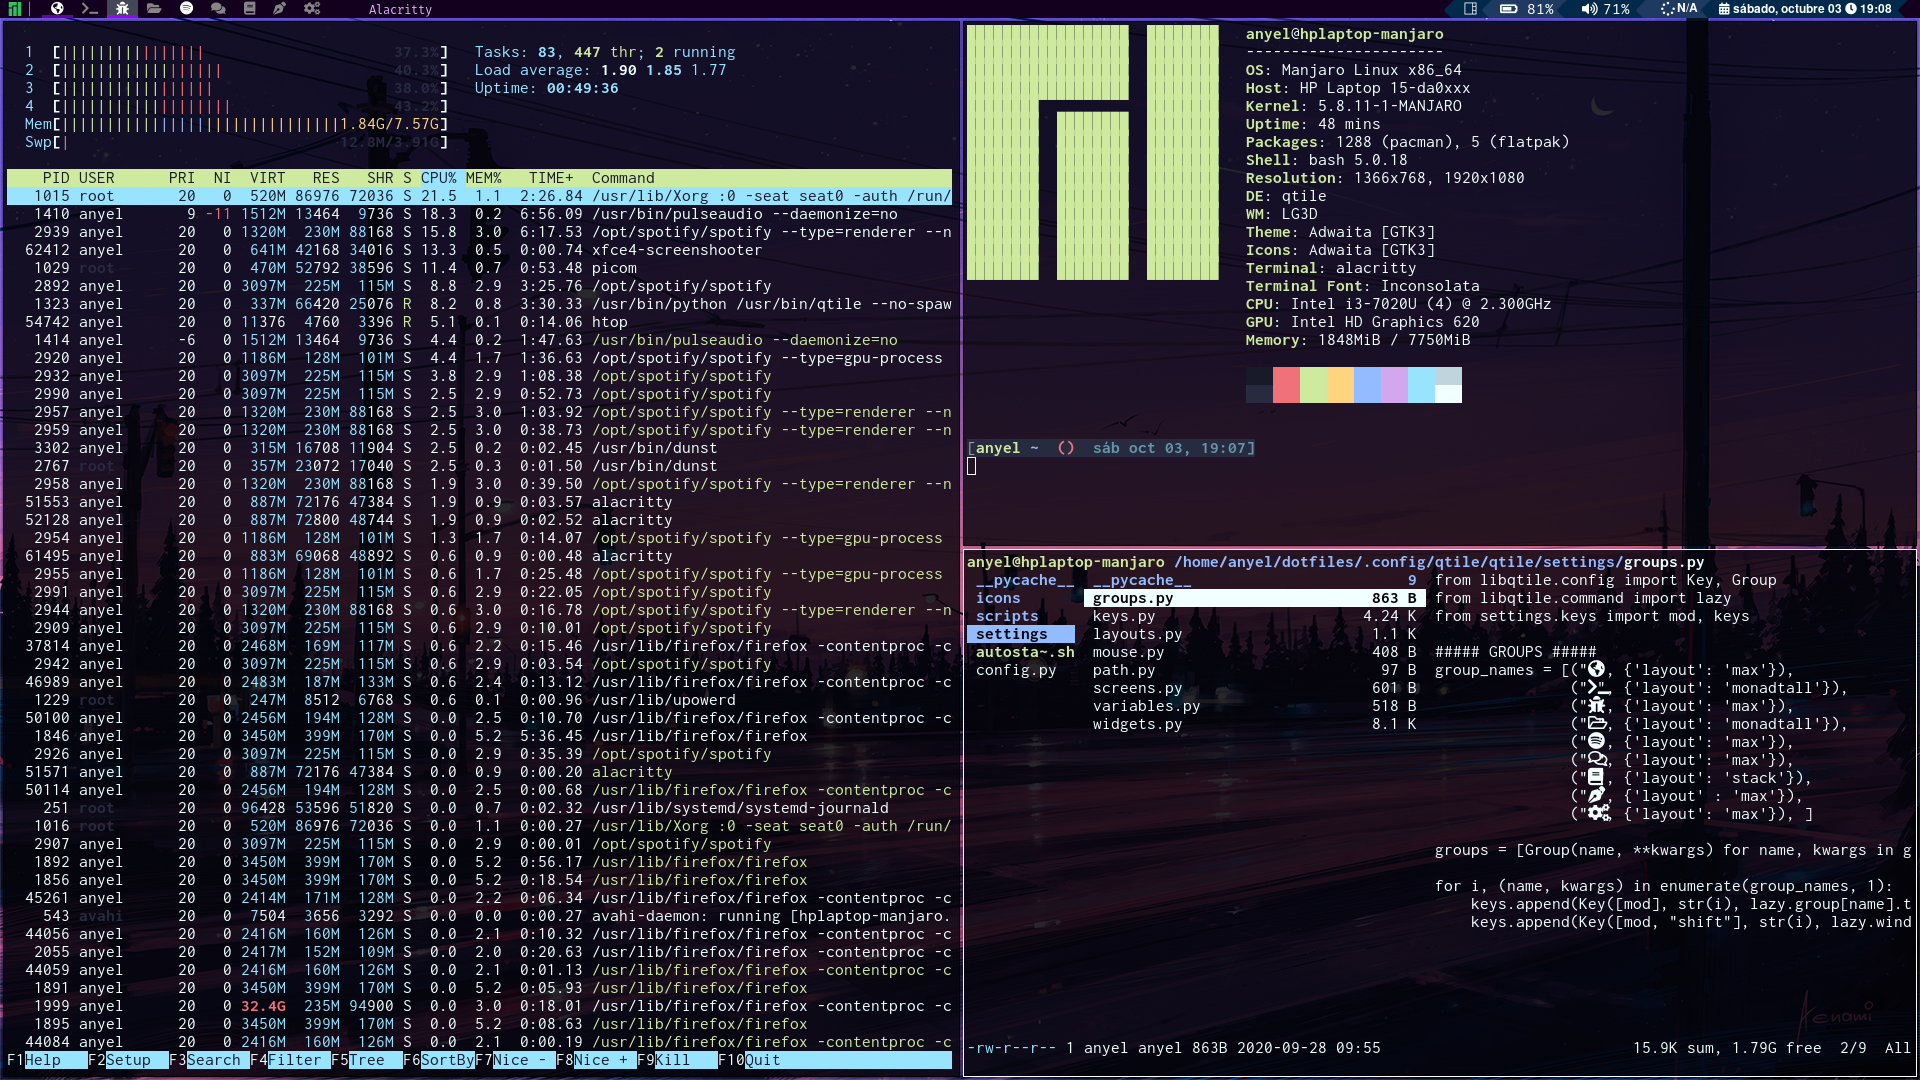 Alacritty
81% 71% N/A sábado, octubre 03 19:08
1 [||||||||||||||||37.3%]
2 [||||||||||||||||||40.3%]
3 [|||||||||||||||||38.0%]
4 [|||||||||||||||||||43.2%]
Mem[|||||||||||||||||||||||||||||||1.84G/7.57G]
Swp[|12.8M/3.91G]
Tasks: 83, 447 thr; 2 running
Load average: 1.90 1.85 1.77
Uptime: 00:49:36
PID USER PRI NI VIRT RES SHR S CPU% MEM% TIME+ Command
1015 root 20 0 520M 86976 72036 S 21.5 1.1 2:26.84 /usr/lib/Xorg :0 -seat seat0 -auth /run/
1410 anyel 9 -11 1512M 13464 9736 S 18.3 0.2 6:56.09 /usr/bin/pulseaudio --daemonize=no
2939 anyel 20 0 1320M 230M 88168 S 15.8 3.0 6:17.53 /opt/spotify/spotify --type=renderer --n
62412 anyel 20 0 641M 42168 34016 S 13.3 0.5 0:00.74 xfce4-screenshooter
1029 root 20 0 470M 52792 38596 S 11.4 0.7 0:53.48 picom
2892 anyel 20 0 3097M 225M 115M S 8.8 2.9 3:25.76 /opt/spotify/spotify
1323 anyel 20 0 337M 66420 25076 R 8.2 0.8 3:30.33 /usr/bin/python /usr/bin/qtile --no-spaw
54742 anyel 20 0 11376 4760 3396 R 5.1 0.1 0:14.06 htop
1414 anyel -6 0 1512M 13464 9736 S 4.4 0.2 1:47.63 /usr/bin/pulseaudio --daemonize=no
2920 anyel 20 0 1186M 128M 101M S 4.4 1.7 1:36.63 /opt/spotify/spotify --type=gpu-process
2932 anyel 20 0 3097M 225M 115M S 3.8 2.9 1:08.38 /opt/spotify/spotify
2990 anyel 20 0 3097M 225M 115M S 2.5 2.9 0:52.73 /opt/spotify/spotify
2957 anyel 20 0 1320M 230M 88168 S 2.5 3.0 1:03.92 /opt/spotify/spotify --type=renderer --n
2959 anyel 20 0 1320M 230M 88168 S 2.5 3.0 0:38.73 /opt/spotify/spotify --type=renderer --n
3302 anyel 20 0 315M 16708 11904 S 2.5 0.2 0:02.45 /usr/bin/dunst
2767 root 20 0 357M 23072 17040 S 2.5 0.3 0:01.50 /usr/bin/dunst
2958 anyel 20 0 1320M 230M 88168 S 1.9 3.0 0:39.50 /opt/spotify/spotify --type=renderer --n
51553 anyel 20 0 887M 72176 47384 S 1.9 0.9 0:03.57 alacritty
52128 anyel 20 0 887M 72800 48744 S 1.9 0.9 0:02.52 alacritty
2954 anyel 20 0 1186M 128M 101M S 1.3 1.7 0:14.07 /opt/spotify/spotify --type=gpu-process
61495 anyel 20 0 883M 69068 48892 S 0.6 0.9 0:00.48 alacritty
2955 anyel 20 0 1186M 128M 101M S 0.6 1.7 0:25.48 /opt/spotify/spotify --type=gpu-process
2991 anyel 20 0 3097M 225M 115M S 0.6 2.9 0:22.05 /opt/spotify/spotify
2944 anyel 20 0 1320M 230M 88168 S 0.6 3.0 0:16.78 /opt/spotify/spotify --type=renderer --n
2909 anyel 20 0 3097M 225M 115M S 0.6 2.9 0:10.01 /opt/spotify/spotify
37814 anyel 20 0 2468M 169M 117M S 0.6 2.2 0:15.46 /usr/lib/firefox/firefox -contentproc -c
2942 anyel 20 0 3097M 225M 115M S 0.6 2.9 0:03.54 /opt/spotify/spotify
46989 anyel 20 0 2483M 187M 133M S 0.6 2.4 0:13.12 /usr/lib/firefox/firefox -contentproc -c
1229 root 20 0 247M 8512 6768 S 0.6 0.1 0:00.96 /usr/lib/upowerd
50100 anyel 20 0 2456M 194M 128M S 0.0 2.5 0:10.70 /usr/lib/firefox/firefox -contentproc -c
1846 anyel 20 0 3450M 399M 170M S 0.0 5.2 5:36.45 /usr/lib/firefox/firefox
2926 anyel 20 0 3097M 225M 115M S 0.0 2.9 0:35.39 /opt/spotify/spotify
51571 anyel 20 0 887M 72176 47384 S 0.0 0.9 0:00.20 alacritty
50114 anyel 20 0 2456M 194M 128M S 0.0 2.5 0:00.68 /usr/lib/firefox/firefox -contentproc -c
251 root 20 0 96428 53596 51820 S 0.0 0.7 0:02.32 /usr/lib/systemd/systemd-journald
1016 root 20 0 520M 86976 72036 S 0.0 1.1 0:00.27 /usr/lib/Xorg :0 -seat seat0 -auth /run/
2907 anyel 20 0 3097M 225M 115M S 0.0 2.9 0:00.01 /opt/spotify/spotify
1892 anyel 20 0 3450M 399M 170M S 0.0 5.2 0:56.17 /usr/lib/firefox/firefox
1856 anyel 20 0 3450M 399M 170M S 0.0 5.2 0:18.54 /usr/lib/firefox/firefox
45261 anyel 20 0 2414M 171M 128M S 0.0 2.2 0:06.34 /usr/lib/firefox/firefox -contentproc -c
543 avahi 20 0 7504 3656 3292 S 0.0 0.0 0:00.27 avahi-daemon: running [hplaptop-manjaro.
44056 anyel 20 0 2416M 160M 126M S 0.0 2.1 0:10.32 /usr/lib/firefox/firefox -contentproc -c
2055 anyel 20 0 2417M 152M 109M S 0.0 2.0 0:20.63 /usr/lib/firefox/firefox -contentproc -c
44059 anyel 20 0 2416M 160M 126M S 0.0 2.1 0:01.13 /usr/lib/firefox/firefox -contentproc -c
1891 anyel 20 0 3450M 399M 170M S 0.0 5.2 0:05.93 /usr/lib/firefox/firefox
1999 anyel 20 0 32.4G 235M 94900 S 0.0 3.0 0:18.01 /usr/lib/firefox/firefox -contentproc -c
1895 anyel 20 0 3450M 399M 170M S 0.0 5.2 0:08.63 /usr/lib/firefox/firefox
44084 anyel 20 0 2416M 160M 126M S 0.0 2.1 0:00.19 /usr/lib/firefox/firefox -contentproc -c
F1Help F2Setup F3Search F4Filter F5Tree F6SortByF7Nice - F8Nice + F9Kill F10Quit
anyel@hplaptop-manjaro
----------------------
OS: Manjaro Linux x86_64
Host: HP Laptop 15-da0xxx
Kernel: 5.8.11-1-MANJARO
Uptime: 48 mins
Packages: 1288 (pacman), 5 (flatpak)
Shell: bash 5.0.18
Resolution: 1366x768, 1920x1080
DE: qtile
WM: LG3D
Theme: Adwaita [GTK3]
Icons: Adwaita [GTK3]
Terminal: alacritty
Terminal Font: Inconsolata
CPU: Intel i3-7020U (4) @ 2.300GHz
GPU: Intel HD Graphics 620
Memory: 1848MiB / 7750MiB
[anyel ~ () sáb oct 03, 19:07]
anyel@hplaptop-manjaro /home/anyel/dotfiles/.config/qtile/qtile/settings/groups.py
__pycache__
icons
scripts
settings
autosta~.sh
config.py
__pycache__ 9
groups.py 863 B
keys.py 4.24 K
layouts.py 1.1 K
mouse.py 408 B
path.py 97 B
screens.py 601 B
variables.py 518 B
widgets.py 8.1 K
from libqtile.config import Key, Group
from libqtile.command import lazy
from settings.keys import mod, keys
##### GROUPS #####
group_names = [("", {'layout': 'max'}),
("", {'layout': 'monadtall'}),
("", {'layout': 'max'}),
("", {'layout': 'monadtall'}),
("", {'layout': 'max'}),
("", {'layout': 'max'}),
("", {'layout': 'stack'}),
("", {'layout' : 'max'}),
("", {'layout': 'max'}), ]
groups = [Group(name, **kwargs) for name, kwargs in g
for i, (name, kwargs) in enumerate(group_names, 1):
keys.append(Key([mod], str(i), lazy.group[name].t
keys.append(Key([mod, "shift"], str(i), lazy.wind
Kenami
-rw-r--r-- 1 anyel anyel 863B 2020-09-28 09:55 15.9K sum, 1.79G free 2/9 All